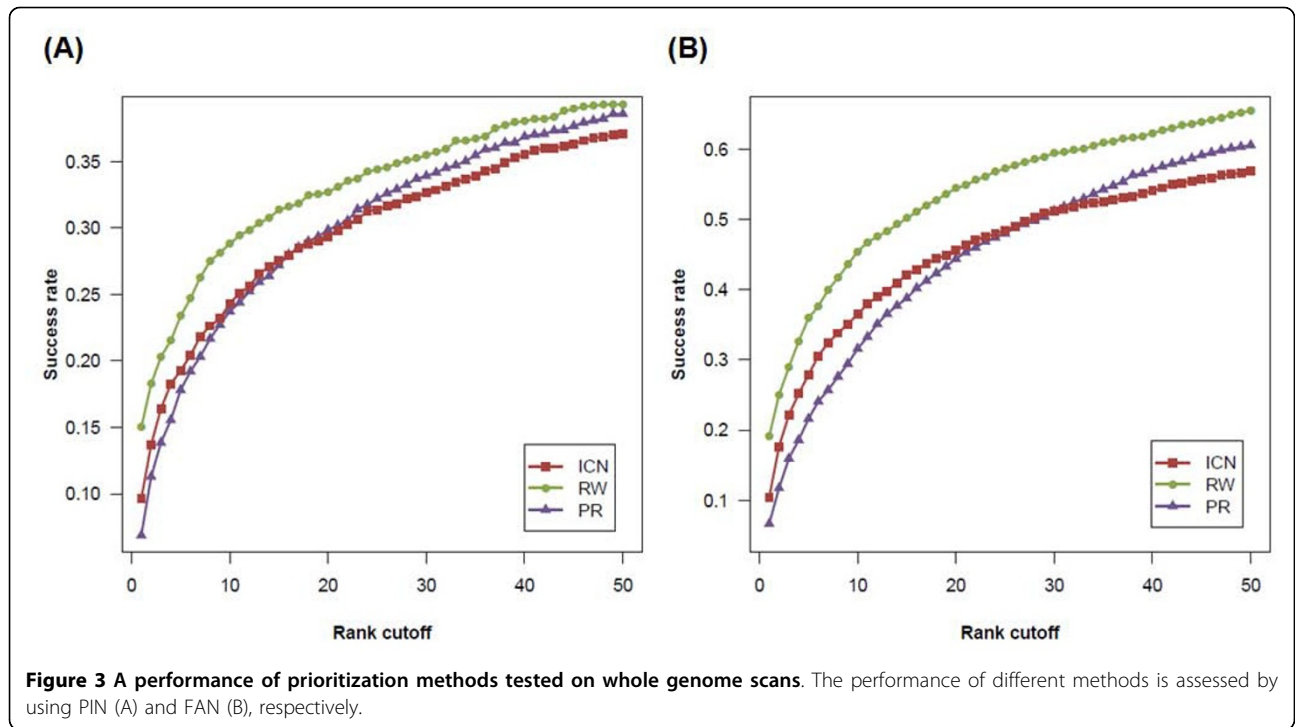 (A)
(B)
Success rate
0.35
0.30
0.25
0.20
0.15
0.10
0
10
20
30
40
50
Rank cutoff
ICN
RW
PR
Success rate
0.6
0.5
0.4
0.3
0.2
0.1
0
10
20
30
40
50
Rank cutoff
ICN
RW
PR
Figure 3 A performance of prioritization methods tested on whole genome scans. The performance of different methods is assessed by
using PIN (A) and FAN (B), respectively.